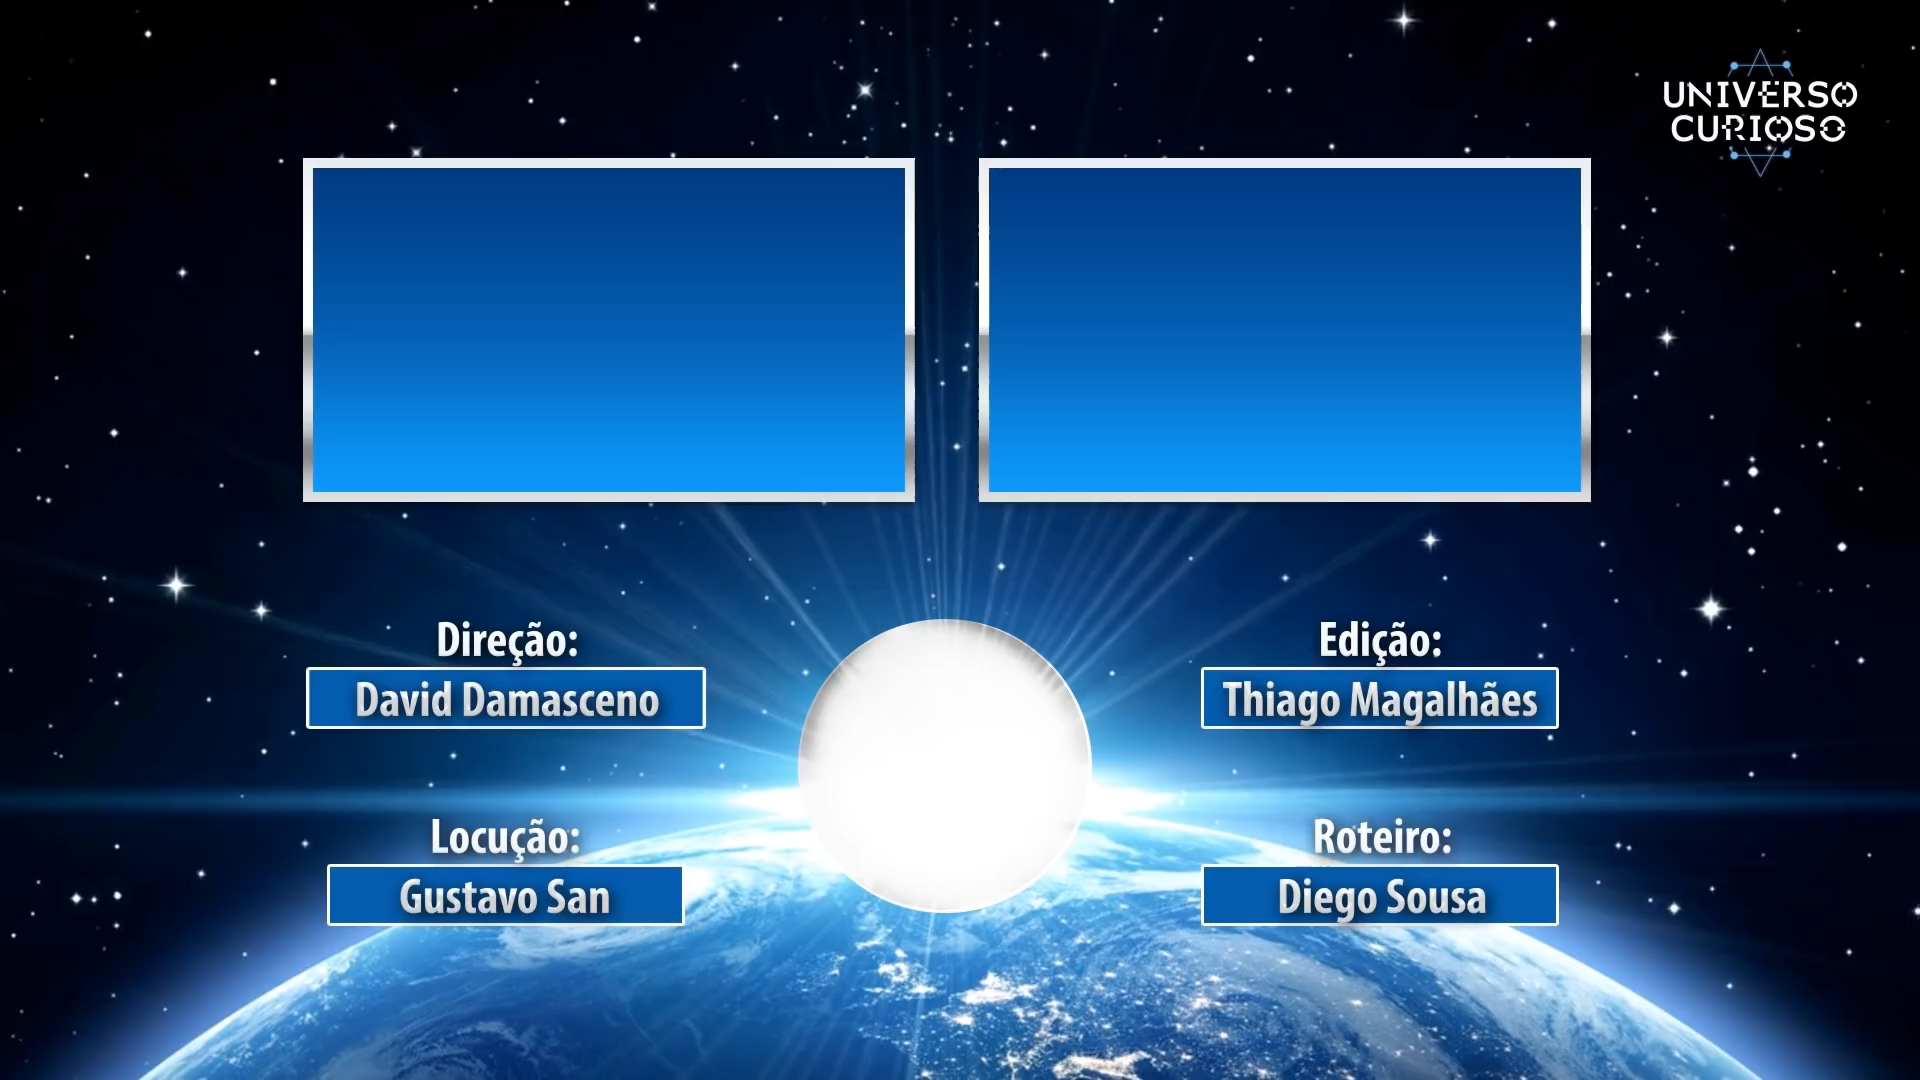 UNIVERSO
CURIOSO
Direção:
David Damasceno
Edição:
Thiago Magalhães
Locução:
Gustavo San
Roteiro:
Diego Sousa